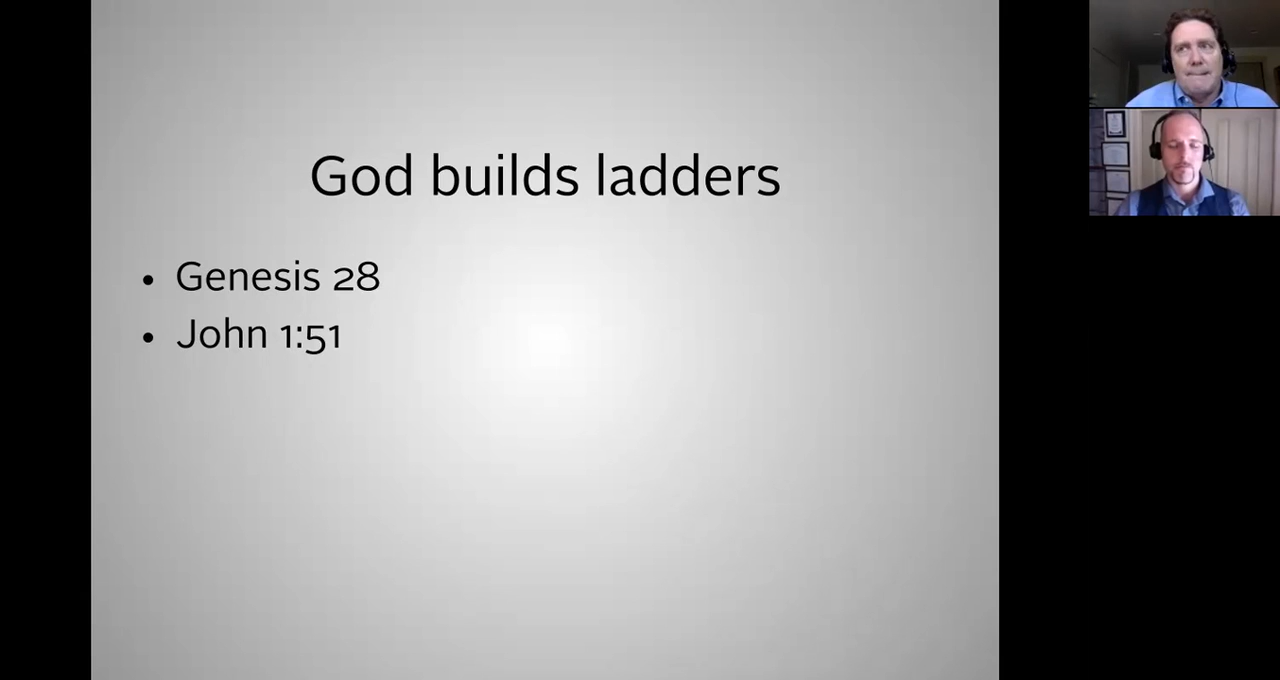 God builds ladders
• Genesis 28
• John 1:51